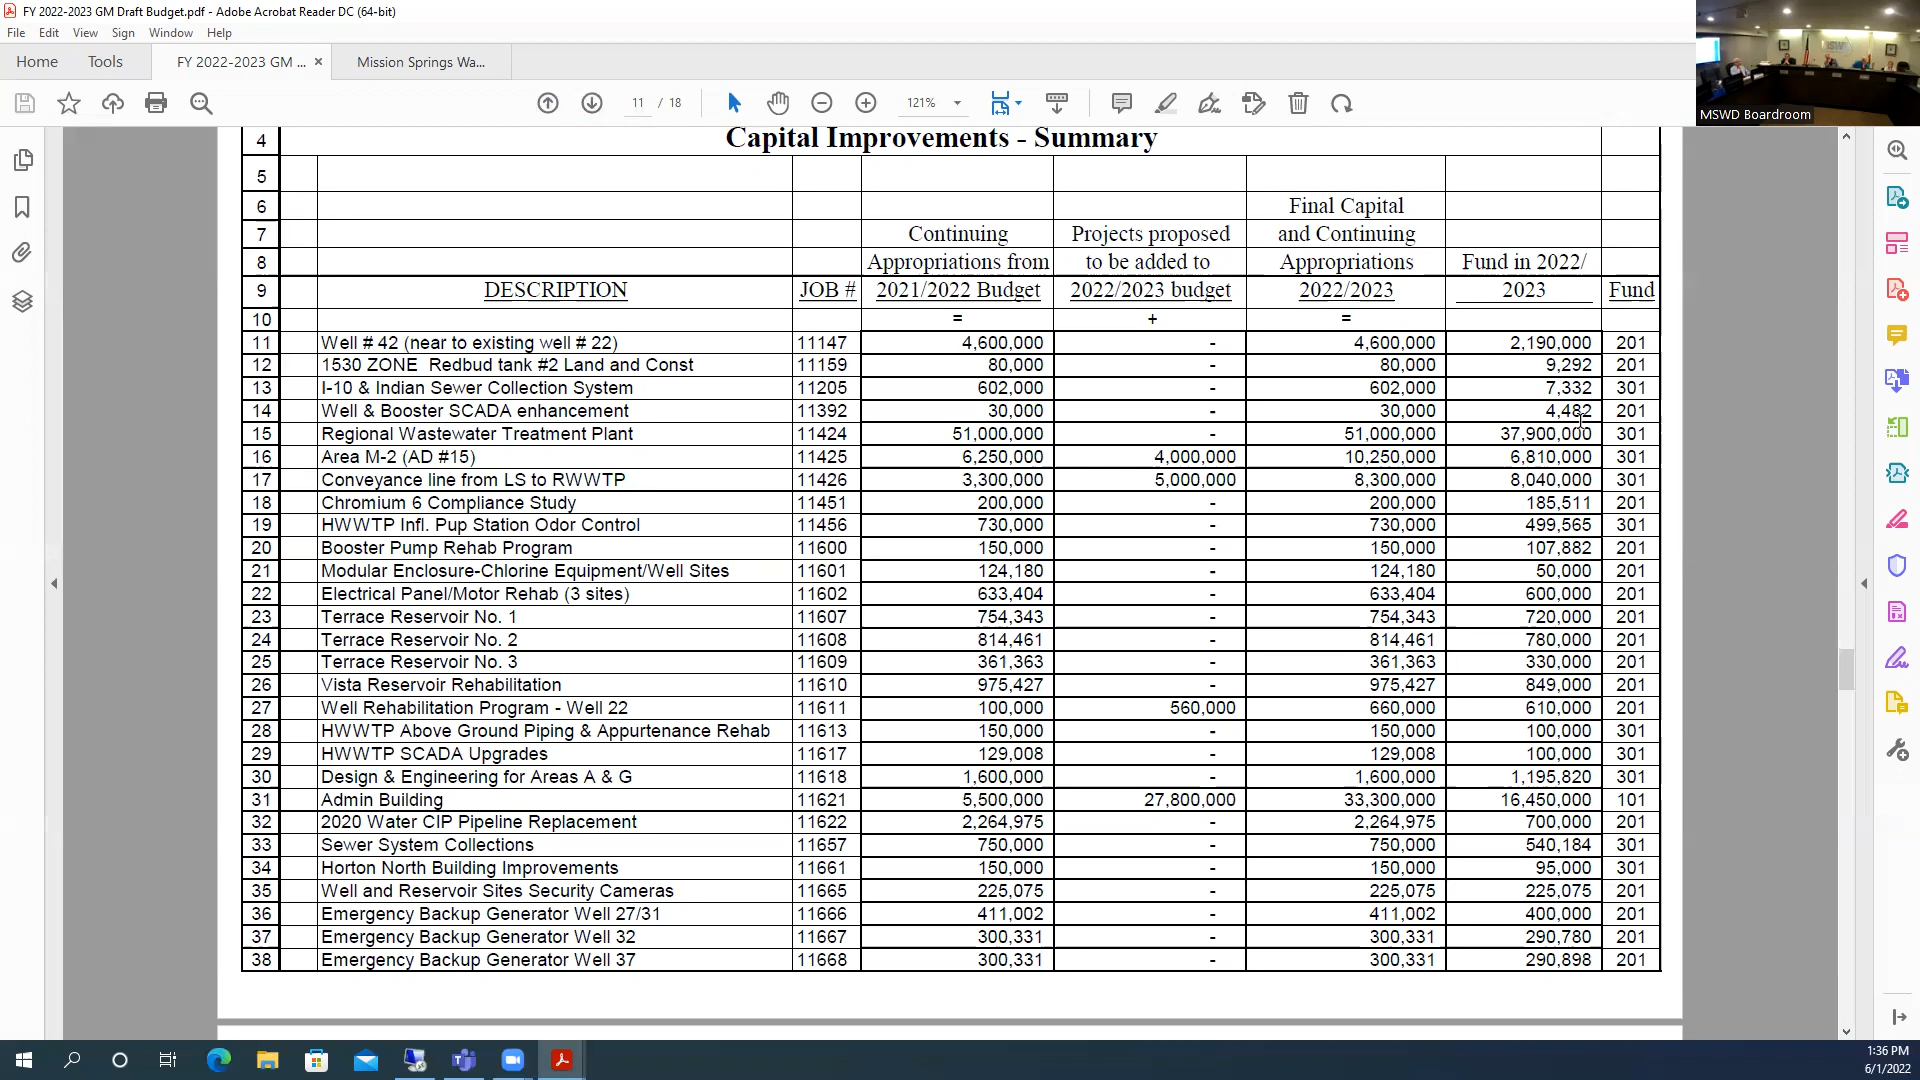 FY 2022-2023 GM Draft Budget.pdf - Adobe Acrobat Reader DC (64-bit)
File Edit View Sign Window Help
Home Tools FY 2022-2023 GM ... × Mission Springs Wa...
11 / 18 121%
MSWD Boardroom
4 Capital Improvements - Summary
5
6 Final Capital
7 Continuing Projects proposed and Continuing
8 Appropriations from to be added to Appropriations Fund in 2022/
9 DESCRIPTION JOB # 2021/2022 Budget 2022/2023 budget 2022/2023 2023 Fund
10 = + =
11 Well # 42 (near to existing well # 22) 11147 4,600,000 - 4,600,000 2,190,000 201
12 1530 ZONE Redbud tank #2 Land and Const 11159 80,000 - 80,000 9,292 201
13 I-10 & Indian Sewer Collection System 11205 602,000 - 602,000 7,332 301
14 Well & Booster SCADA enhancement 11392 30,000 - 30,000 4,482 201
15 Regional Wastewater Treatment Plant 11424 51,000,000 - 51,000,000 37,900,000 301
16 Area M-2 (AD #15) 11425 6,250,000 4,000,000 10,250,000 6,810,000 301
17 Conveyance line from LS to RWWTP 11426 3,300,000 5,000,000 8,300,000 8,040,000 301
18 Chromium 6 Compliance Study 11451 200,000 - 200,000 185,511 201
19 HWWTP Infl. Pup Station Odor Control 11456 730,000 - 730,000 499,565 301
20 Booster Pump Rehab Program 11600 150,000 - 150,000 107,882 201
21 Modular Enclosure-Chlorine Equipment/Well Sites 11601 124,180 - 124,180 50,000 201
22 Electrical Panel/Motor Rehab (3 sites) 11602 633,404 - 633,404 600,000 201
23 Terrace Reservoir No. 1 11607 754,343 - 754,343 720,000 201
24 Terrace Reservoir No. 2 11608 814,461 - 814,461 780,000 201
25 Terrace Reservoir No. 3 11609 361,363 - 361,363 330,000 201
26 Vista Reservoir Rehabilitation 11610 975,427 - 975,427 849,000 201
27 Well Rehabilitation Program - Well 22 11611 100,000 560,000 660,000 610,000 201
28 HWWTP Above Ground Piping & Appurtenance Rehab 11613 150,000 - 150,000 100,000 301
29 HWWTP SCADA Upgrades 11617 129,008 - 129,008 100,000 301
30 Design & Engineering for Areas A & G 11618 1,600,000 - 1,600,000 1,195,820 301
31 Admin Building 11621 5,500,000 27,800,000 33,300,000 16,450,000 101
32 2020 Water CIP Pipeline Replacement 11622 2,264,975 - 2,264,975 700,000 201
33 Sewer System Collections 11657 750,000 - 750,000 540,184 301
34 Horton North Building Improvements 11661 150,000 - 150,000 95,000 301
35 Well and Reservoir Sites Security Cameras 11665 225,075 - 225,075 225,075 201
36 Emergency Backup Generator Well 27/31 11666 411,002 - 411,002 400,000 201
37 Emergency Backup Generator Well 32 11667 300,331 - 300,331 290,780 201
38 Emergency Backup Generator Well 37 11668 300,331 - 300,331 290,898 201
1:36 PM
6/1/2022